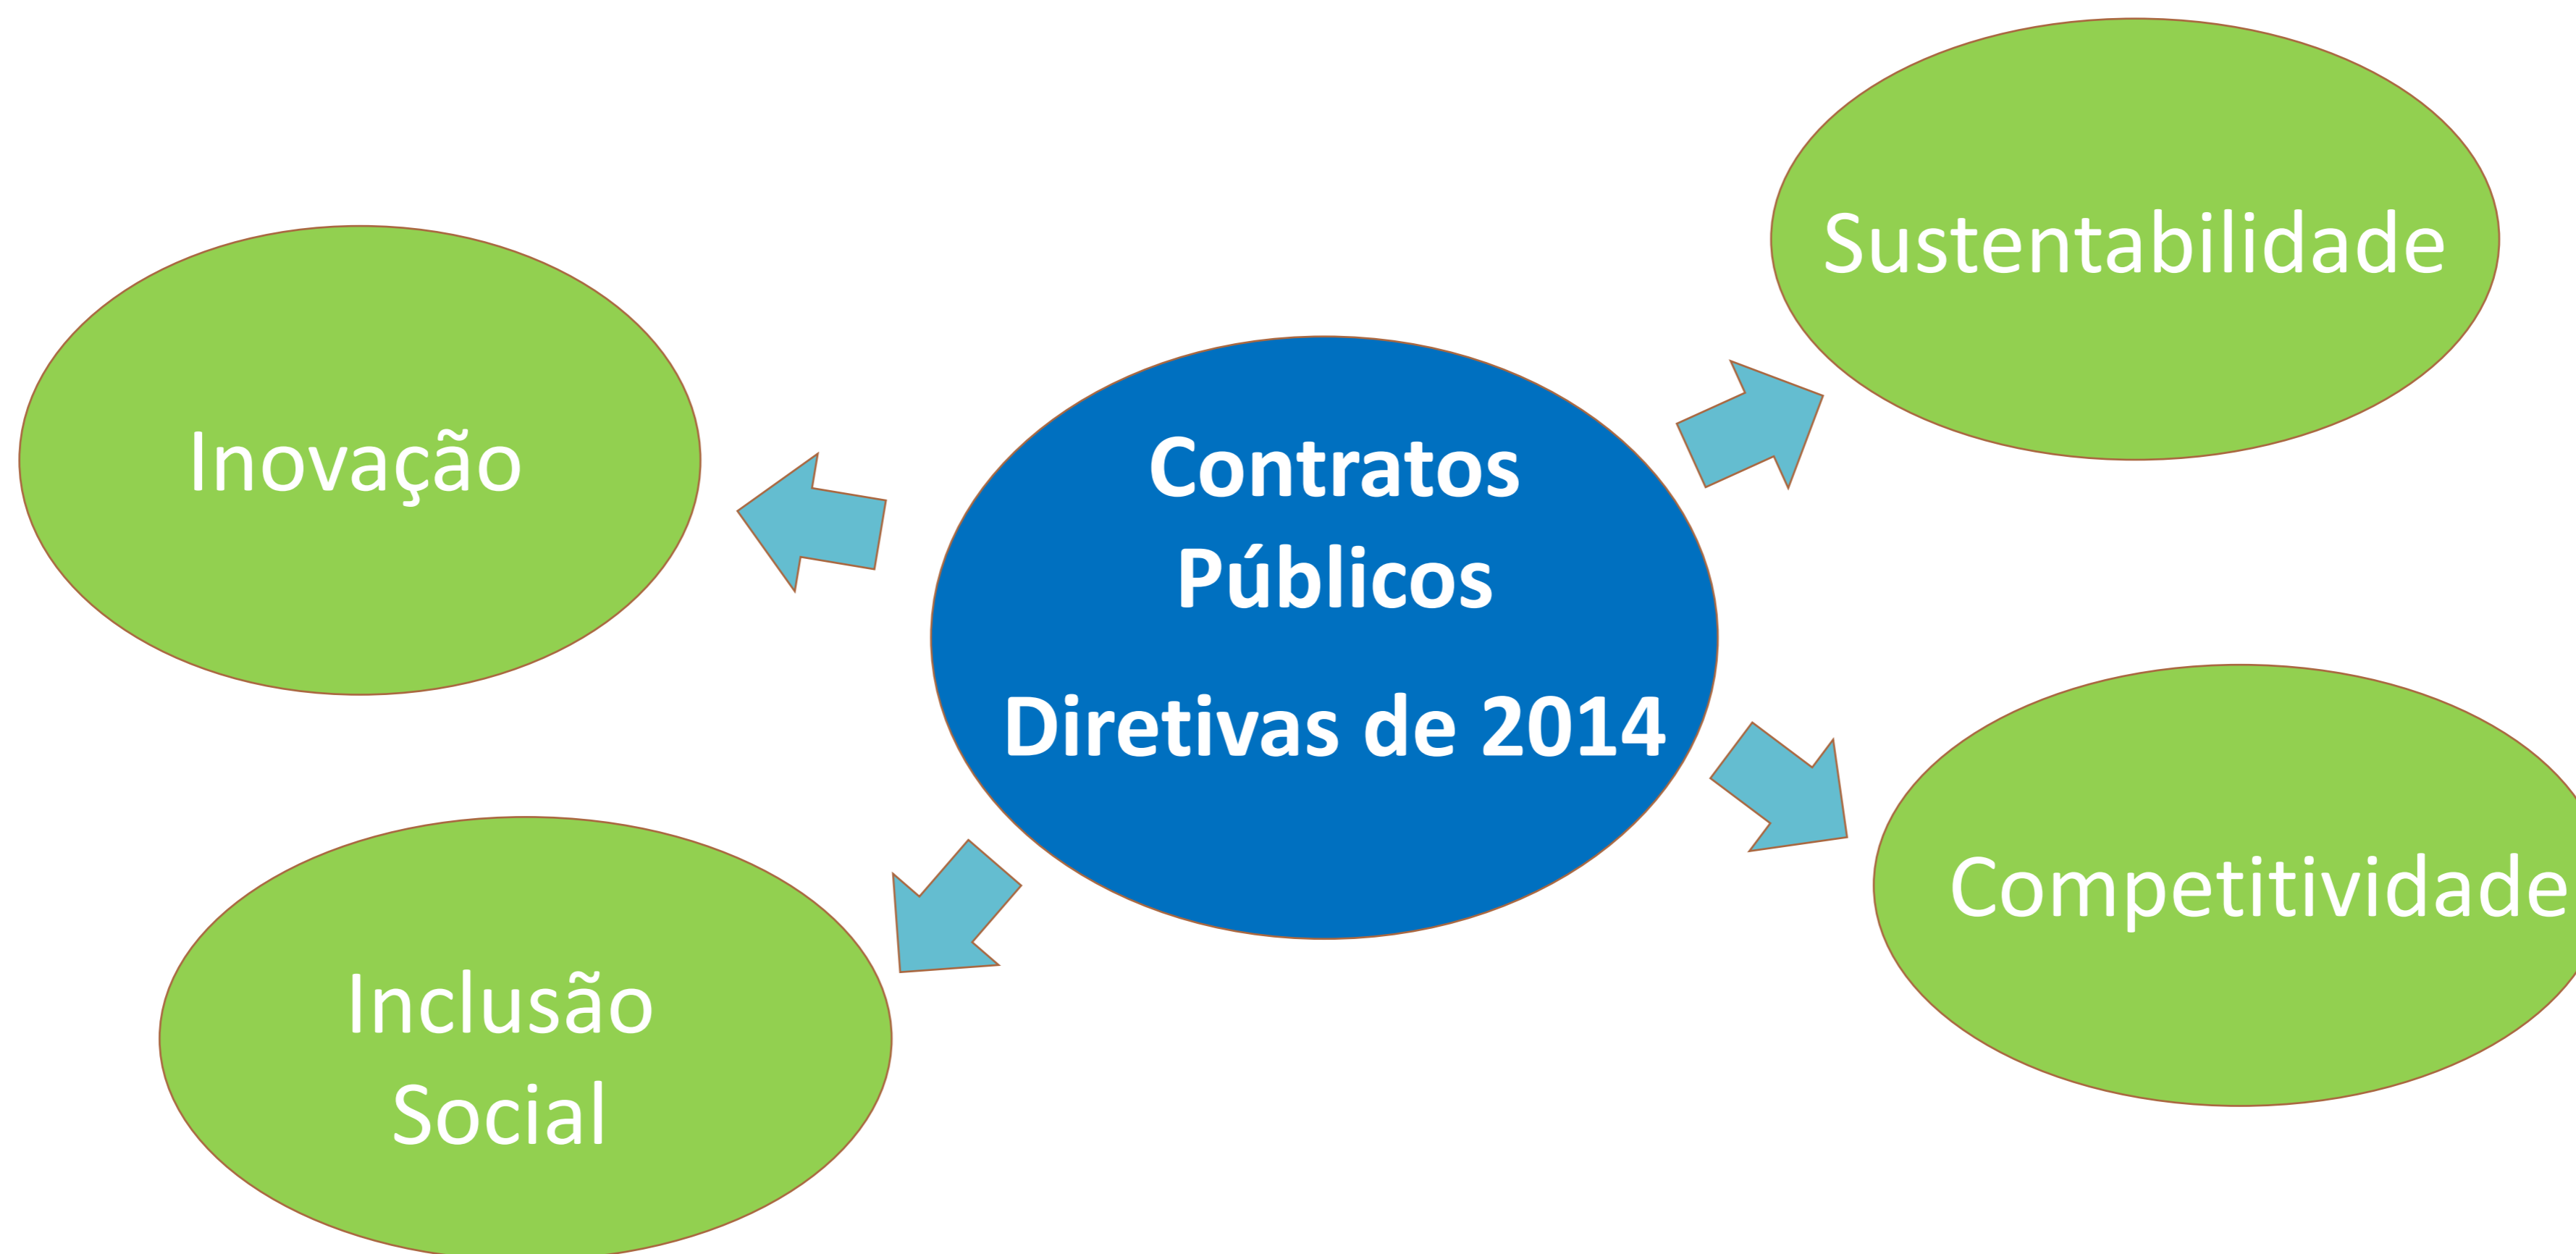 Sustentabilidade
Inovação
Contratos
Públicos
Diretivas de 2014
Competitividade
Inclusão
Social